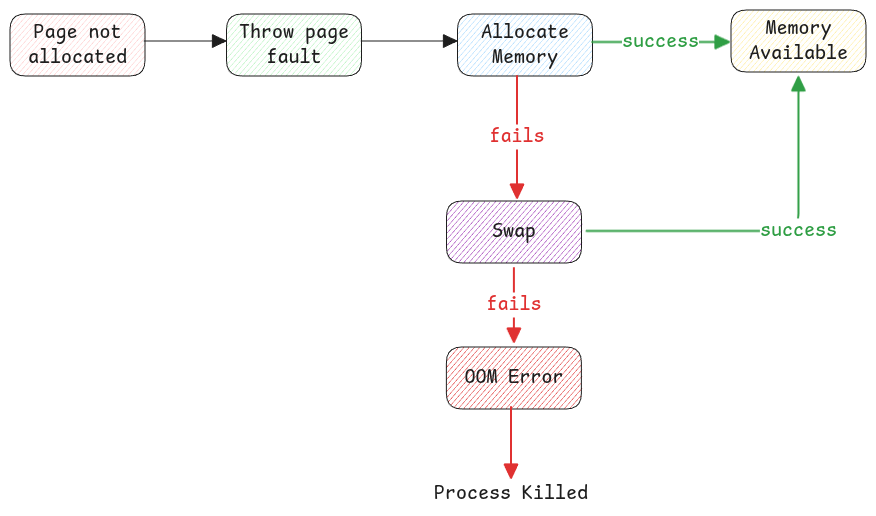 Page not
allocated
Throw page
fault
Allocate
Memory
success
Memory
Available
fails
Swap
success
fails
OOM Error
Process Killed